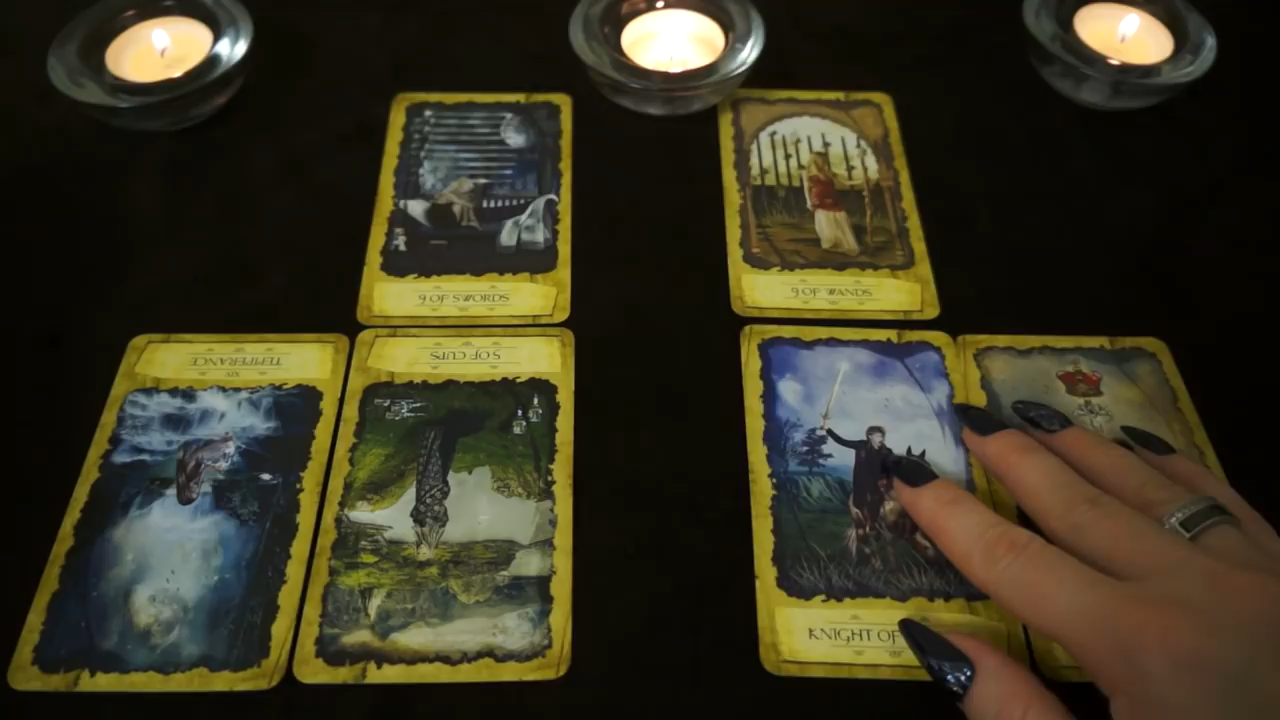 9 OF SWORDS
9 OF WANDS
TEMPERANCE
XIV
5 OF CUPS
KNIGHT OF